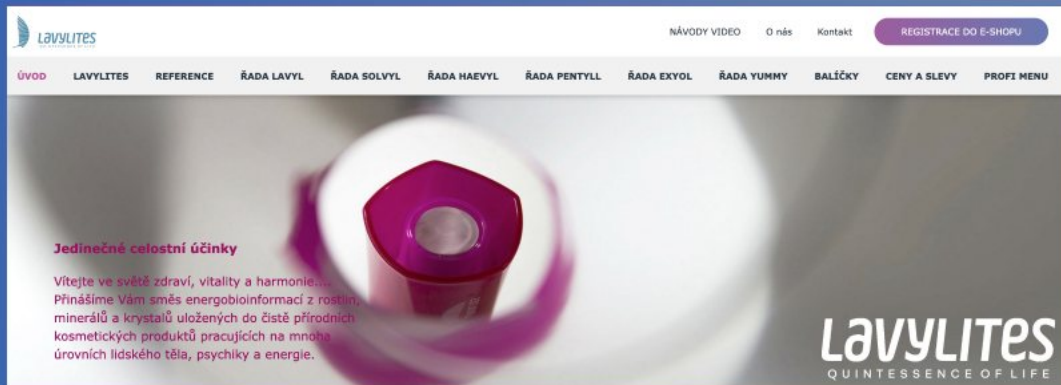 LAVYLITES
NÁVODY VIDEO O nás Kontakt REGISTRACE DO E-SHOPU
ÚVOD LAVYLITES REFERENCE ŘADA LAVYL ŘADA SOLVYL ŘADA HAEVYL ŘADA PENTYLL ŘADA EXYOL ŘADA YUMMY BALÍČKY CENY A SLEVY PROFI MENU
Jedinečné celostní účinky
Vítejte ve světě zdraví, vitality a harmonie....
Přinášíme Vám směs energobioinformací z rostlin,
minerálů a krystalů uložených do čistě přírodních
kosmetických produktů pracujících na mnoha
úrovních lidského těla, psychiky a energie.
LAVYLITES
QUINTESSENCE OF LIFE